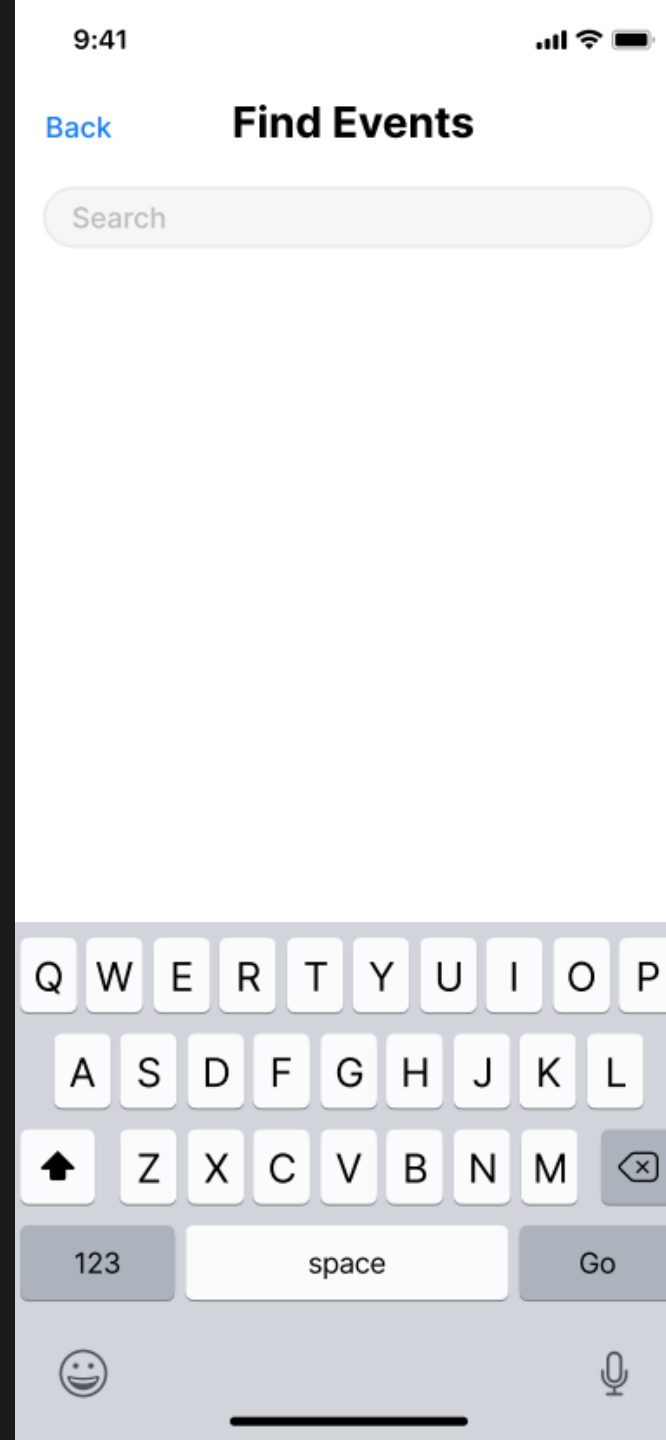 9:41
Back Find Events
Search
Q W E R T Y U I O P
A S D F G H J K L
Z X C V B N M
123 space Go